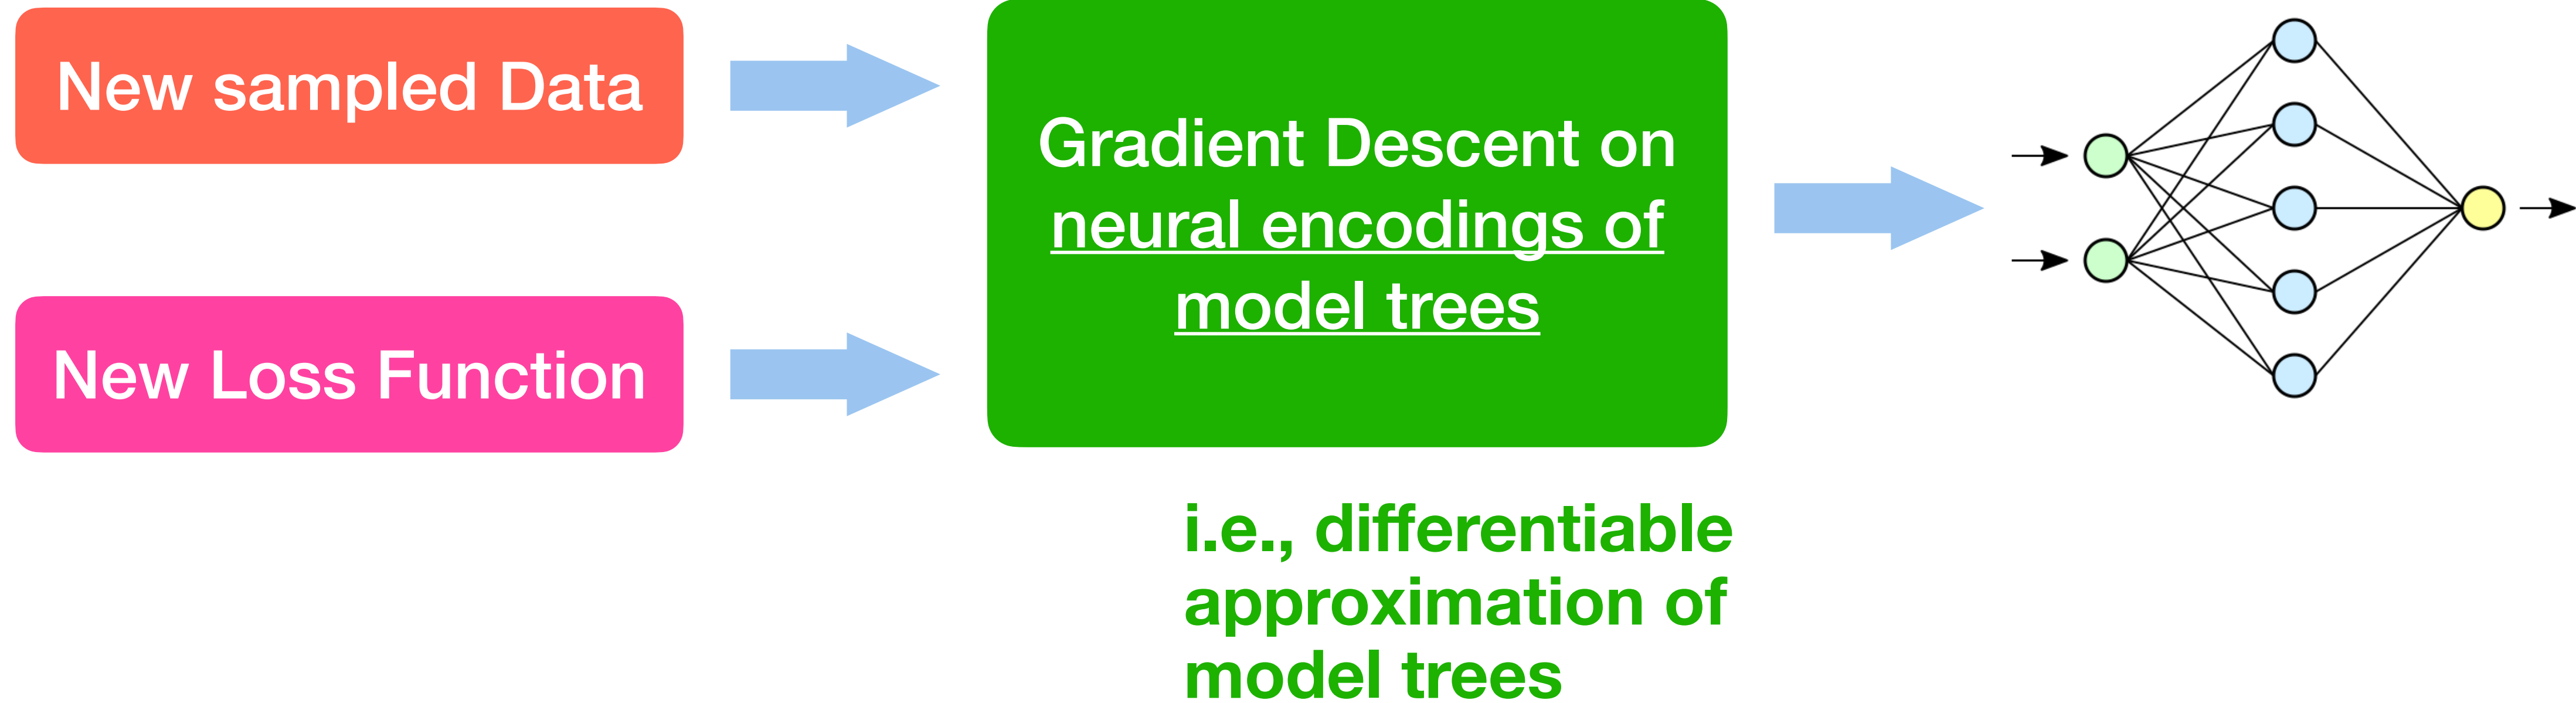 New sampled Data
New Loss Function
Gradient Descent on
neural encodings of
model trees
i.e., differentiable
approximation of
model trees